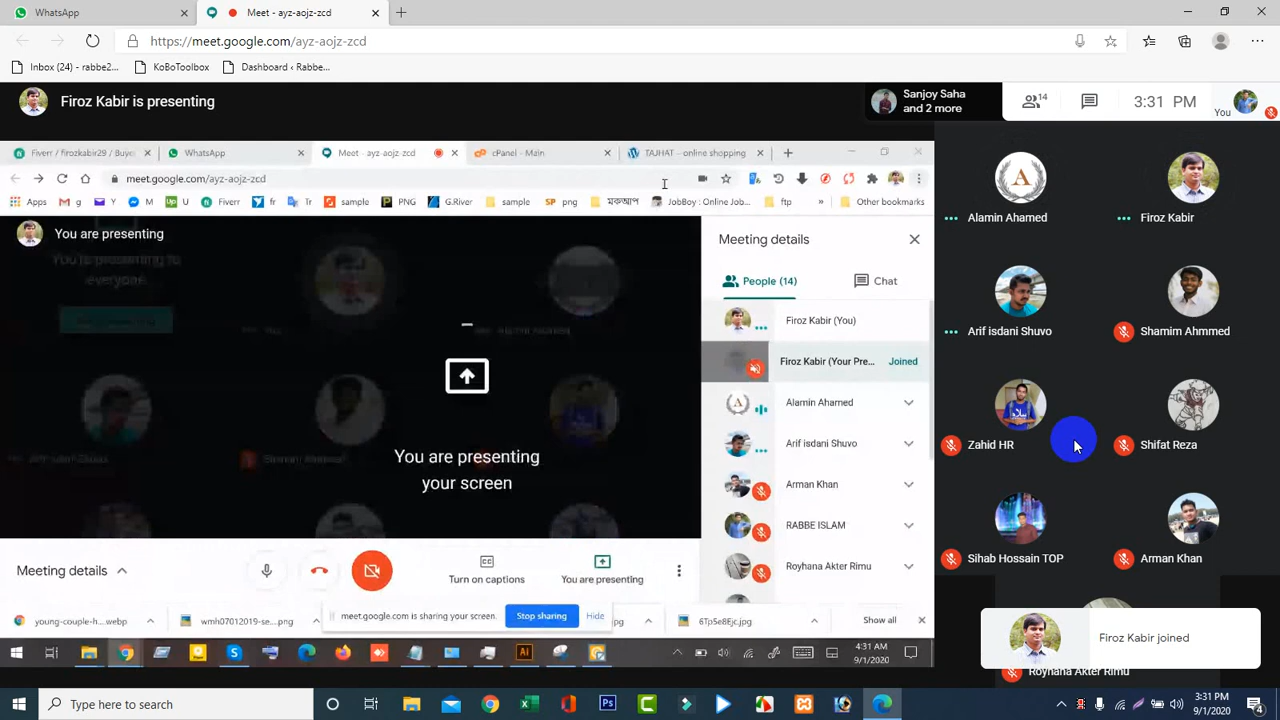 WhatsApp
Meet - ayz-aojz-zcd
https://meet.google.com/ayz-aojz-zcd
Inbox (24) - rabbe2...
KoBoToolbox
Dashboard ‹ Rabbe...
Firoz Kabir is presenting
Sanjoy Saha
and 2 more
14
3:31 PM
You
Fiverr / firozkabir29 / Buye
WhatsApp
Meet - ayz-aojz-zcd
cPanel - Main
TAJHAT – online shopping
meet.google.com/ayz-aojz-zcd
Apps
M g
Y
M
U
Fiverr
fr
Tr
sample
PNG
G.River
sample
png
মকআপ
JobBoy : Online Job...
ftp
»
Other bookmarks
You are presenting
everyone
Meeting details
People (14)
Chat
Firoz Kabir (You)
Firoz Kabir (Your Pre...
Joined
Alamin Ahamed
Arif isdani Shuvo
Arman Khan
RABBE ISLAM
Royhana Akter Rimu
You are presenting
your screen
Meeting details
Turn on captions
You are presenting
young-couple-h....webp
wmh07012019-se....png
meet.google.com is sharing your screen.
Stop sharing
Hide
jpg
6Tp5e8Ejc.jpg
Show all
4:31 AM
9/1/2020
Alamin Ahamed
Firoz Kabir
Arif isdani Shuvo
Shamim Ahmmed
Zahid HR
Shifat Reza
Sihab Hossain TOP
Arman Khan
Firoz Kabir joined
Royhana Akter Rimu
Type here to search
3:31 PM
9/1/2020
4